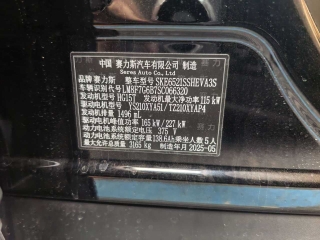 中国 赛力斯汽车有限公司 制造
Seres Auto Co.,Ltd
品牌 赛力斯 整车型号 SKE6521SSHEVA3S
车辆识别代号 LM8F7G6B7SC066320
发动机型号 HG15T 发动机最大净功率 115 kW
驱动电机型号 YS210XYA51/TZ210XYAP4
发动机排量 1496 mL
驱动电机峰值功率 165 kW/227 kW
动力电池系统额定电压 375 V
动力电池系统额定容量 138.6Ah 乘坐人数 5人
最大允许总质量 3165 kg 制造年月 2025-05